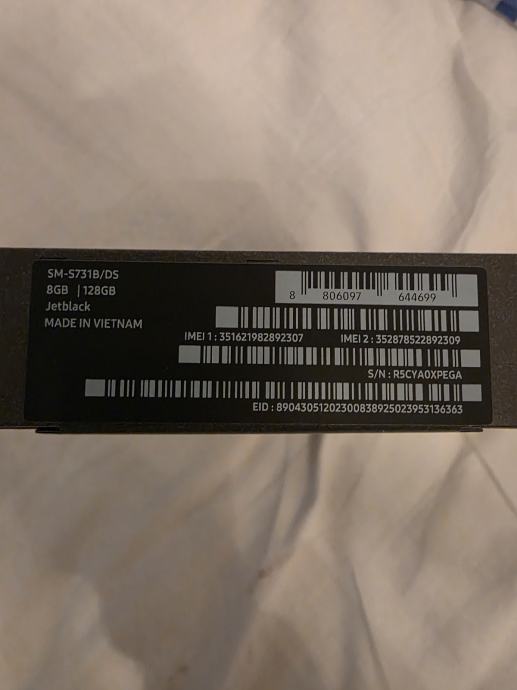 SM-S731B/DS
8GB | 128GB
Jetblack
MADE IN VIETNAM
8 806097 644699
IMEI 1 : 351621982892307 IMEI 2 : 352878522892309
S/N : R5CYA0XPEGA
EID : 89043051202300838925023953136363